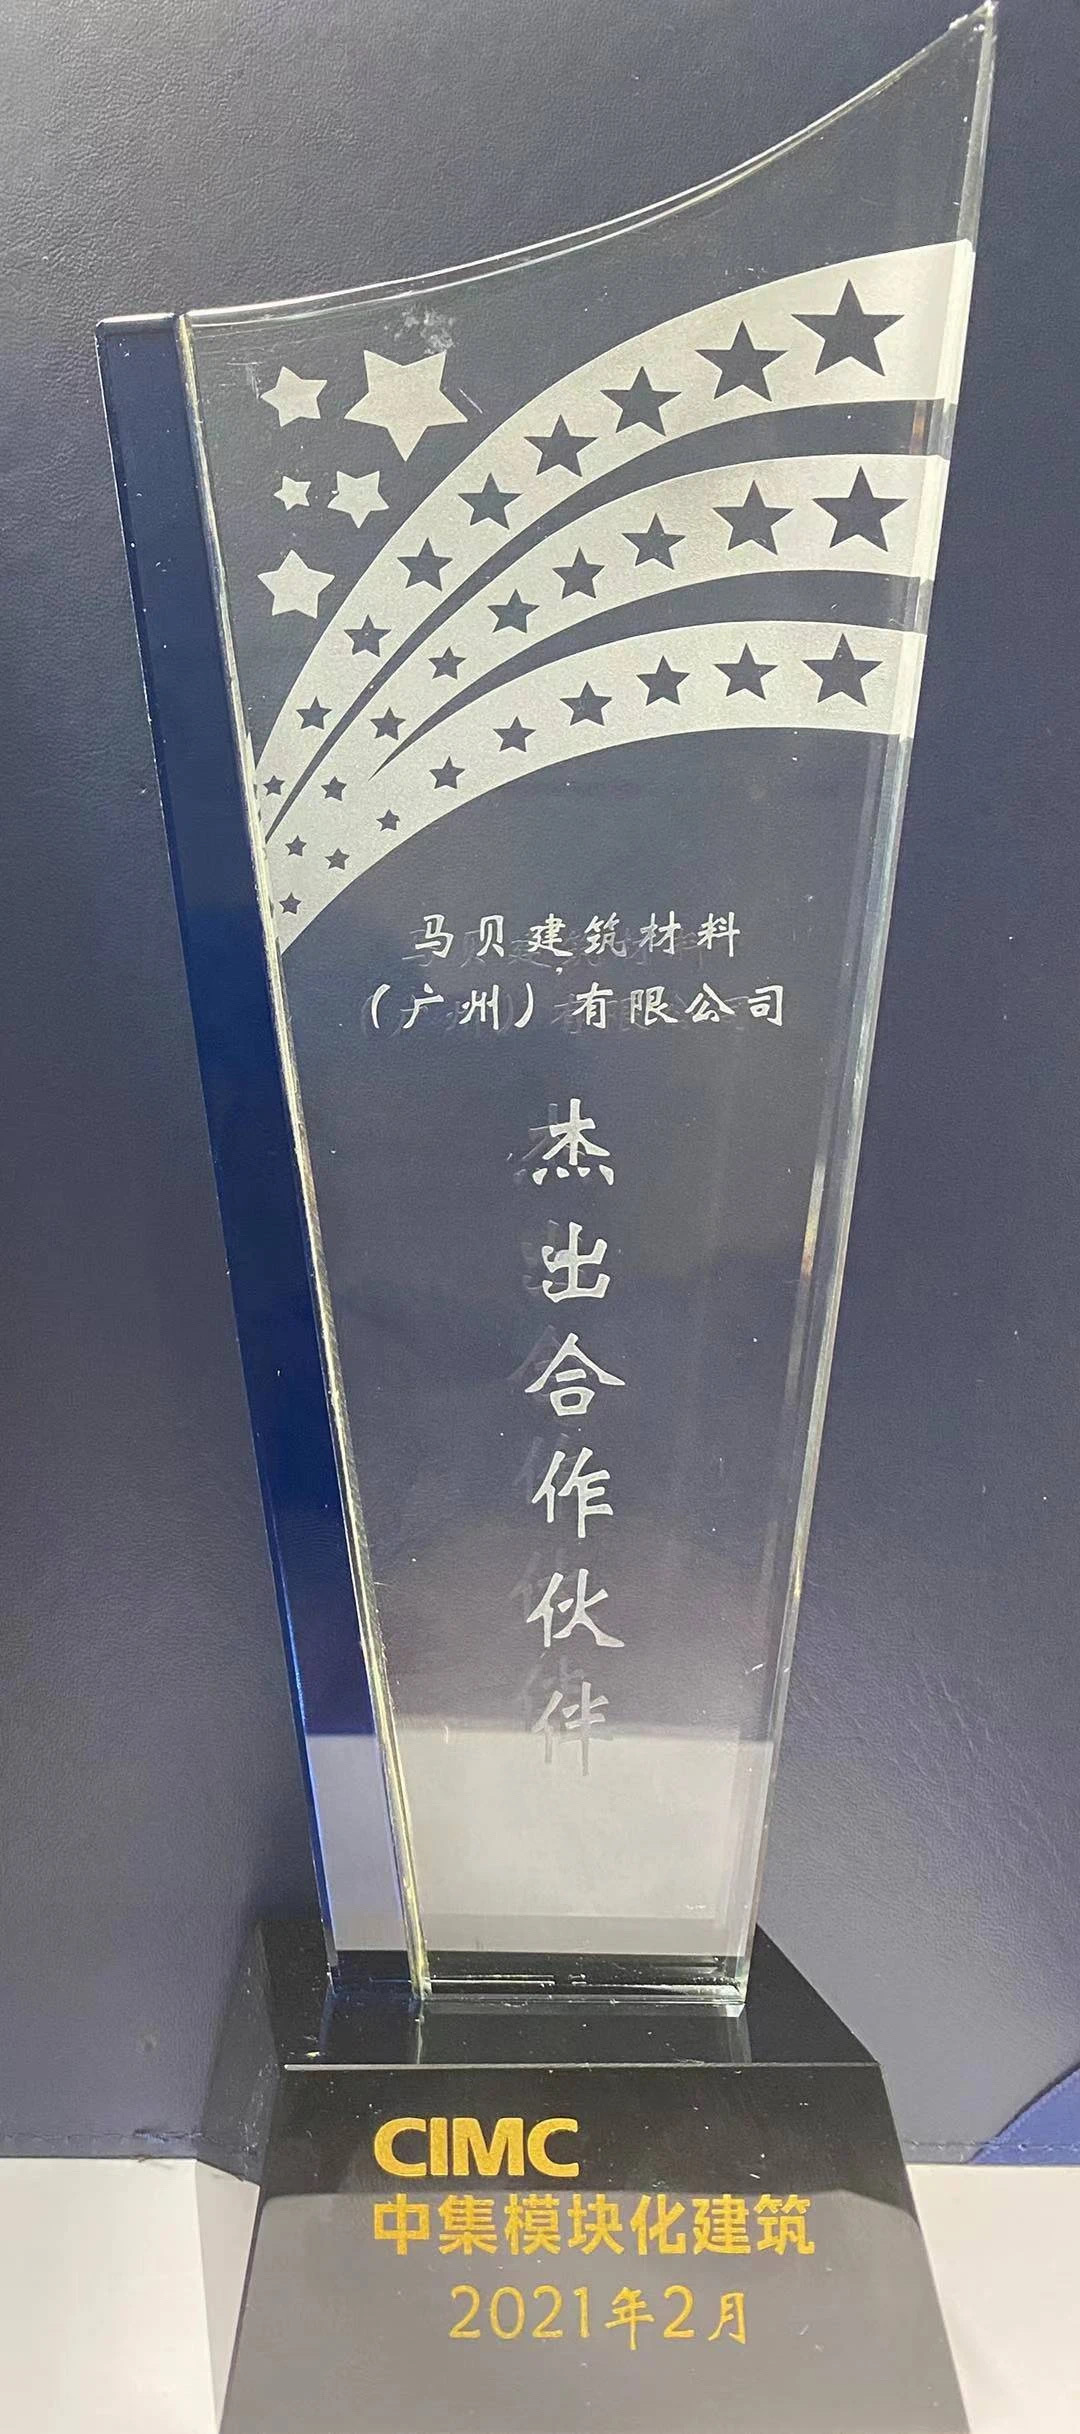 马贝建筑材料
（广州）有限公司
杰出合作伙伴
CIMC
中集模块化建筑
2021年2月